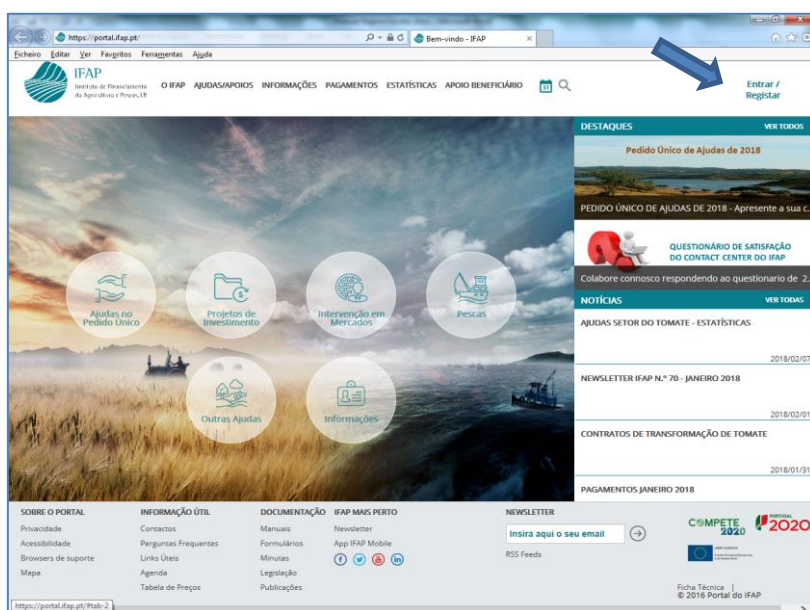 https://portal.ifap.pt/
Bem-vindo - IFAP
Ficheiro Editar Ver Favoritos Ferramentas Ajuda
IFAP
Instituto de Financiamento
da Agricultura e Pescas, I.P.
O IFAP AJUDAS/APOIOS INFORMAÇÕES PAGAMENTOS ESTATÍSTICAS APOIO BENEFICIÁRIO
31
Entrar /
Registar
DESTAQUES VER TODOS
Pedido Único de Ajudas de 2018
PEDIDO ÚNICO DE AJUDAS DE 2018 - Apresente a sua c...
QUESTIONÁRIO DE SATISFAÇÃO
DO CONTACT CENTER DO IFAP
Colabore connosco respondendo ao questionario de 2...
NOTÍCIAS VER TODAS
AJUDAS SETOR DO TOMATE - ESTATÍSTICAS
2018/02/07
NEWSLETTER IFAP N.º 70 - JANEIRO 2018
2018/02/01
CONTRATOS DE TRANSFORMAÇÃO DE TOMATE
2018/01/31
PAGAMENTOS JANEIRO 2018
Ajudas no
Pedido Único
Projetos de
Investimento
Intervenção em
Mercados
Pescas
Outras Ajudas
Informações
SOBRE O PORTAL
Privacidade
Acessibilidade
Browsers de suporte
Mapa
INFORMAÇÃO ÚTIL
Contactos
Perguntas Frequentes
Links Úteis
Agenda
Tabela de Preços
DOCUMENTAÇÃO
Manuais
Formulários
Minutas
Legislação
Publicações
IFAP MAIS PERTO
Newsletter
App IFAP Mobile
NEWSLETTER
Insira aqui o seu email
RSS Feeds
COMPETE
2020
PORTUGAL
2020
Ficha Técnica |
© 2016 Portal do IFAP
https://portal.ifap.pt/#tab-2